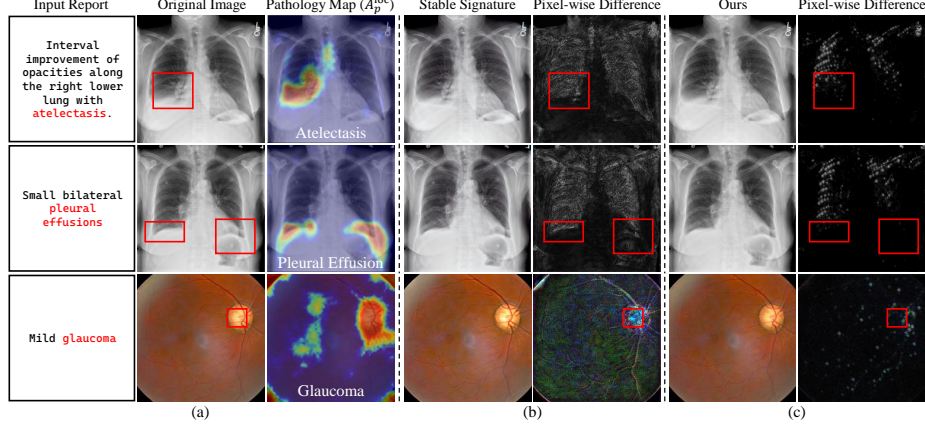 Input Report
Original Image
Pathology Map (A_p^loc)
Stable Signature
Pixel-wise Difference
Ours
Pixel-wise Difference
Interval
improvement of
opacities along
the right lower
lung with
atelectasis.
Atelectasis
Small bilateral
pleural
effusions
Pleural Effusion
Mild glaucoma
Glaucoma
(a)
(b)
(c)